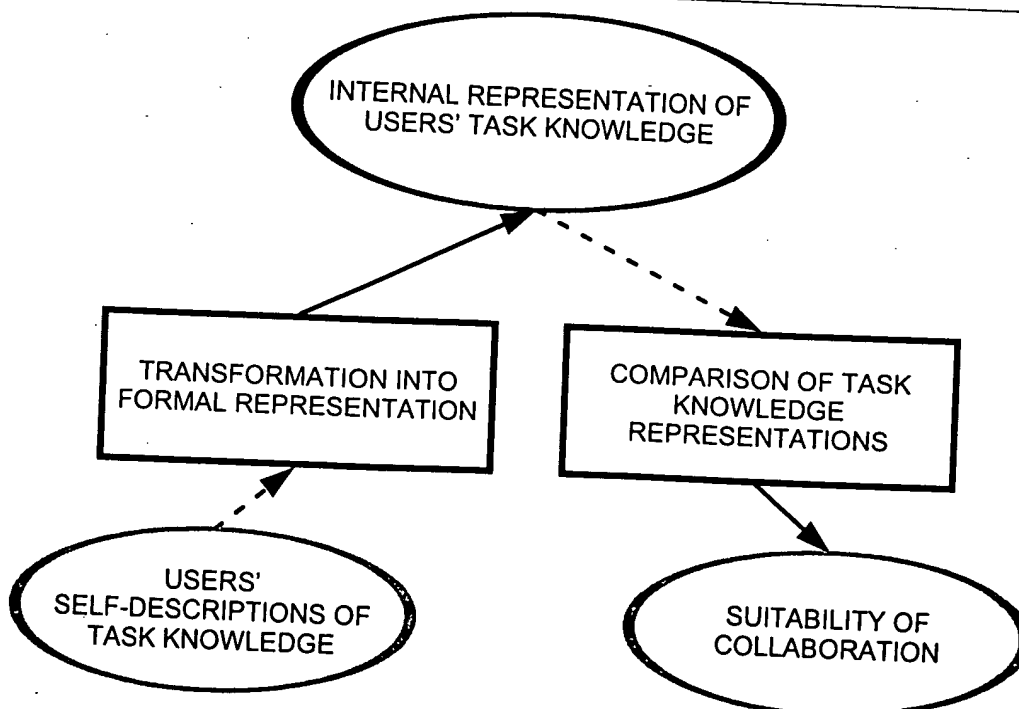 INTERNAL REPRESENTATION OF
USERS' TASK KNOWLEDGE
TRANSFORMATION INTO
FORMAL REPRESENTATION
COMPARISON OF TASK
KNOWLEDGE
REPRESENTATIONS
USERS'
SELF-DESCRIPTIONS OF
TASK KNOWLEDGE
SUITABILITY OF
COLLABORATION